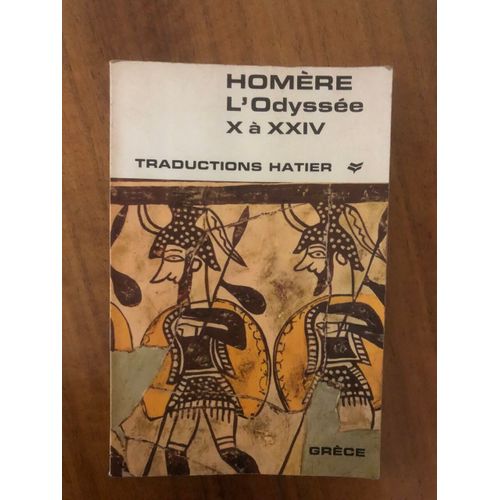 HOMÈRE
L'Odyssée
X à XXIV
TRADUCTIONS HATIER
GRÈCE